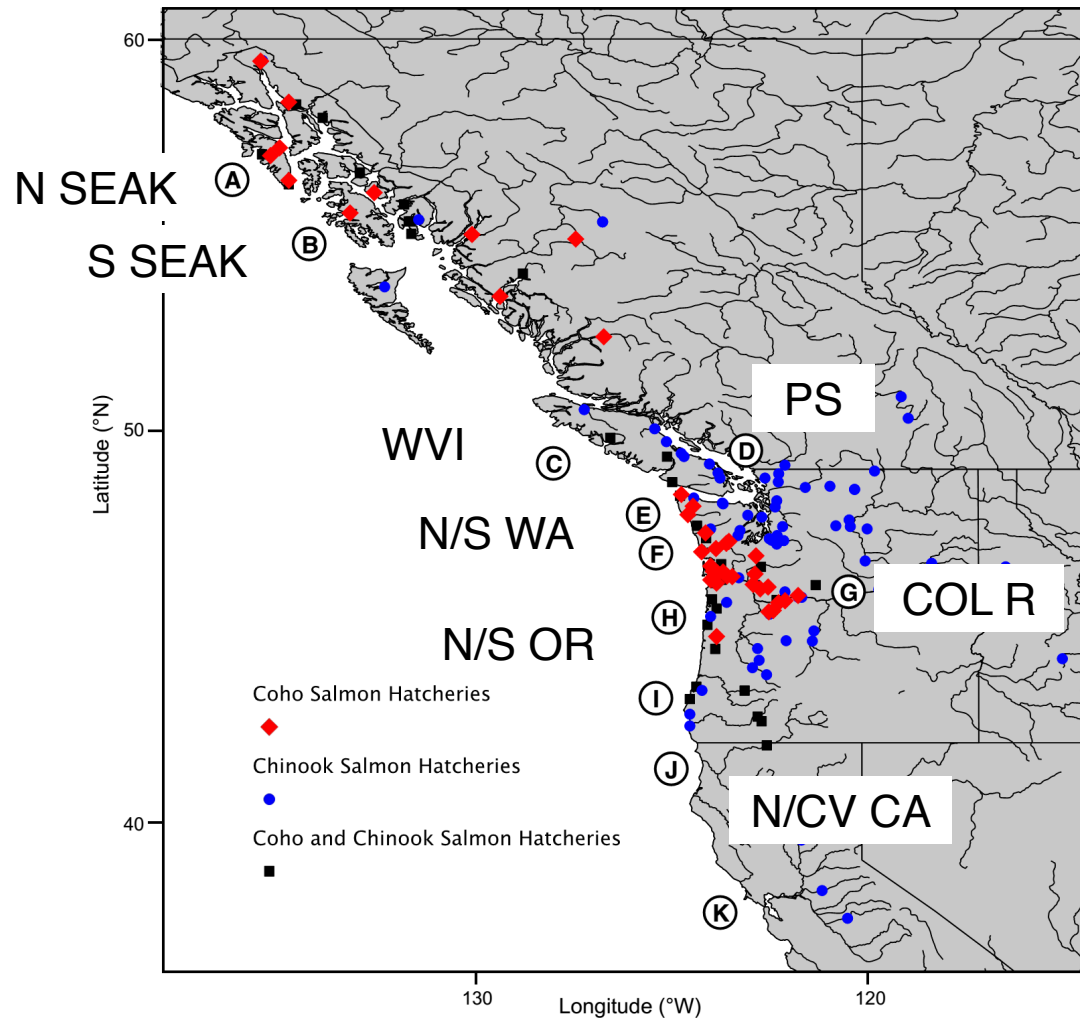 60
N SEAK
A
B
S SEAK
PS
50
WVI
C
D
E
N/S WA
F
G
COL R
H
N/S OR
Coho Salmon Hatcheries
I
Chinook Salmon Hatcheries
J
N/CV CA
40
Coho and Chinook Salmon Hatcheries
K
130
120
Longitude (°W)
Latitude (°N)